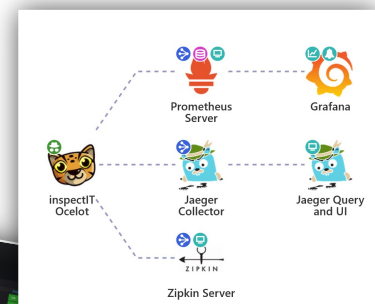 Prometheus
Server
Grafana
inspectIT
Ocelot
Jaeger
Collector
Jaeger Query
and UI
ZIPKIN
Zipkin Server